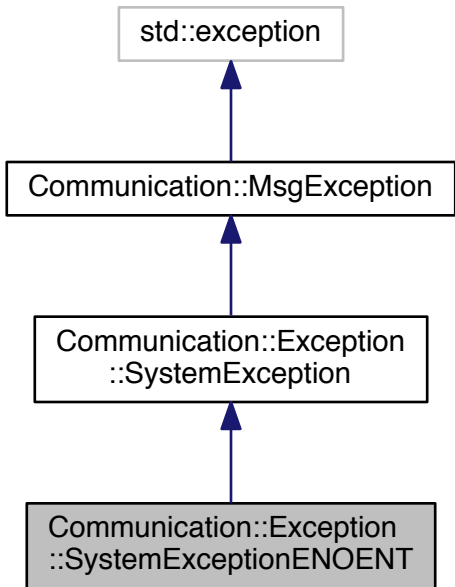 std::exception
Communication::MsgException
Communication::Exception
::SystemException
Communication::Exception
::SystemExceptionENOENT